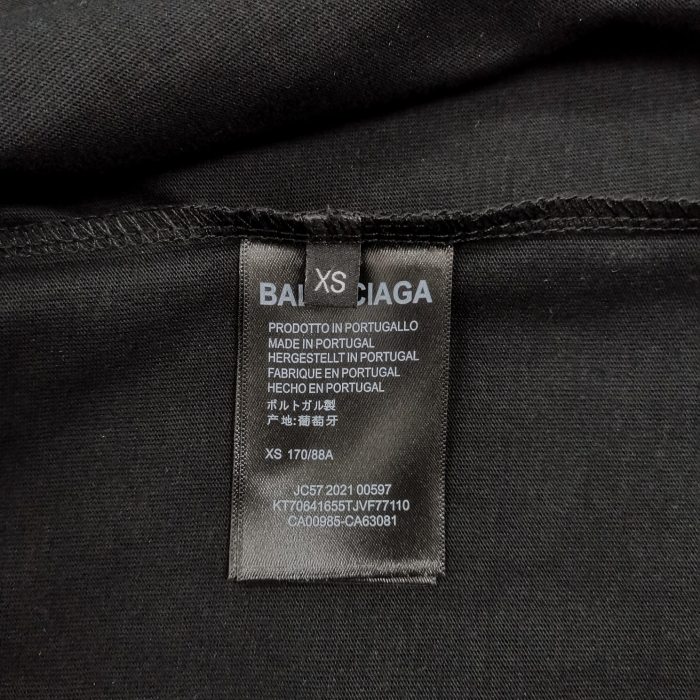 XS
BAL CIAGA
PRODOTTO IN PORTUGALLO
MADE IN PORTUGAL
HERGESTELLT IN PORTUGAL
FABRIQUE EN PORTUGAL
HECHO EN PORTUGAL
ポルトガル製
产地:葡萄牙
XS 170/88A
JC57 2021 00597
KT70641655TJVF77110
CA00985-CA63081